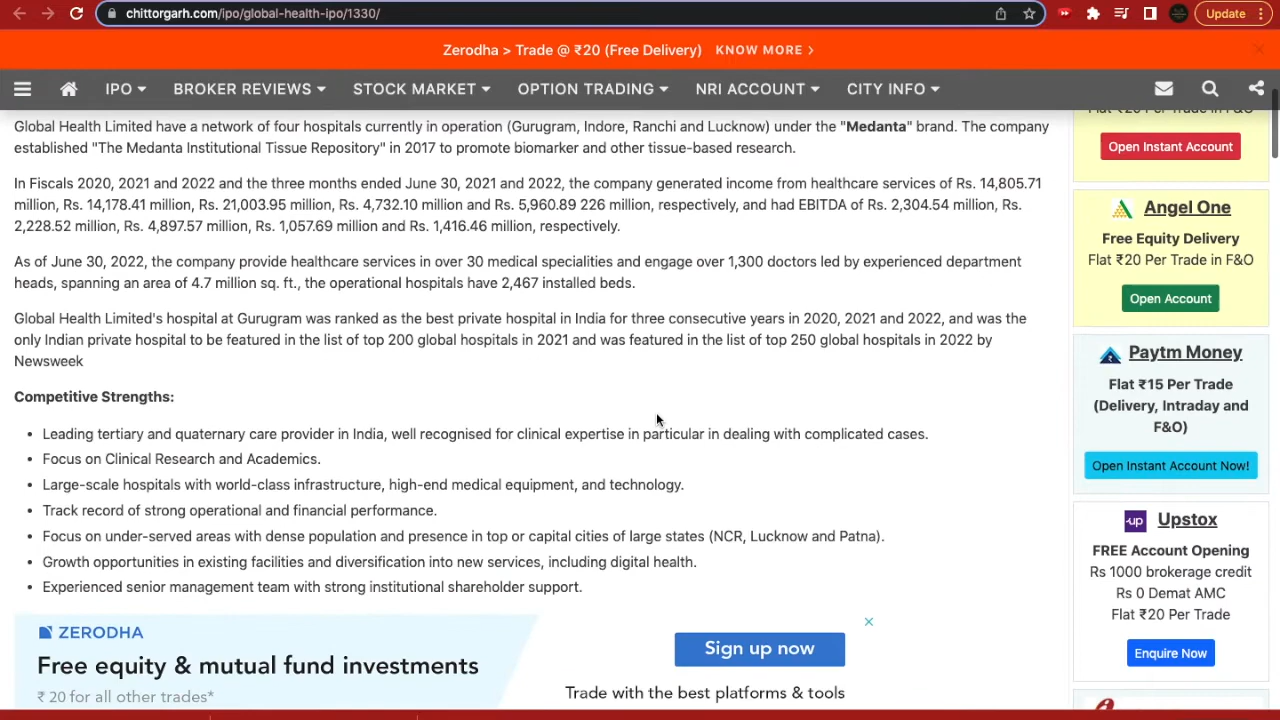 chittorgarh.com/ipo/global-health-ipo/1330/
Update
Zerodha > Trade @ ₹20 (Free Delivery) KNOW MORE >
IPO BROKER REVIEWS STOCK MARKET OPTION TRADING NRI ACCOUNT CITY INFO
Global Health Limited have a network of four hospitals currently in operation (Gurugram, Indore, Ranchi and Lucknow) under the "Medanta" brand. The company
established "The Medanta Institutional Tissue Repository" in 2017 to promote biomarker and other tissue-based research.
In Fiscals 2020, 2021 and 2022 and the three months ended June 30, 2021 and 2022, the company generated income from healthcare services of Rs. 14,805.71
million, Rs. 14,178.41 million, Rs. 21,003.95 million, Rs. 4,732.10 million and Rs. 5,960.89 226 million, respectively, and had EBITDA of Rs. 2,304.54 million, Rs.
2,228.52 million, Rs. 4,897.57 million, Rs. 1,057.69 million and Rs. 1,416.46 million, respectively.
As of June 30, 2022, the company provide healthcare services in over 30 medical specialities and engage over 1,300 doctors led by experienced department
heads, spanning an area of 4.7 million sq. ft., the operational hospitals have 2,467 installed beds.
Global Health Limited's hospital at Gurugram was ranked as the best private hospital in India for three consecutive years in 2020, 2021 and 2022, and was the
only Indian private hospital to be featured in the list of top 200 global hospitals in 2021 and was featured in the list of top 250 global hospitals in 2022 by
Newsweek
Competitive Strengths:
• Leading tertiary and quaternary care provider in India, well recognised for clinical expertise in particular in dealing with complicated cases.
• Focus on Clinical Research and Academics.
• Large-scale hospitals with world-class infrastructure, high-end medical equipment, and technology.
• Track record of strong operational and financial performance.
• Focus on under-served areas with dense population and presence in top or capital cities of large states (NCR, Lucknow and Patna).
• Growth opportunities in existing facilities and diversification into new services, including digital health.
• Experienced senior management team with strong institutional shareholder support.
ZERODHA
Free equity & mutual fund investments
₹ 20 for all other trades*
Sign up now
Trade with the best platforms & tools
Flat ₹20 Per Trade in F&O
Open Instant Account
Angel One
Free Equity Delivery
Flat ₹20 Per Trade in F&O
Open Account
Paytm Money
Flat ₹15 Per Trade
(Delivery, Intraday and
F&O)
Open Instant Account Now!
up Upstox
FREE Account Opening
Rs 1000 brokerage credit
Rs 0 Demat AMC
Flat ₹20 Per Trade
Enquire Now